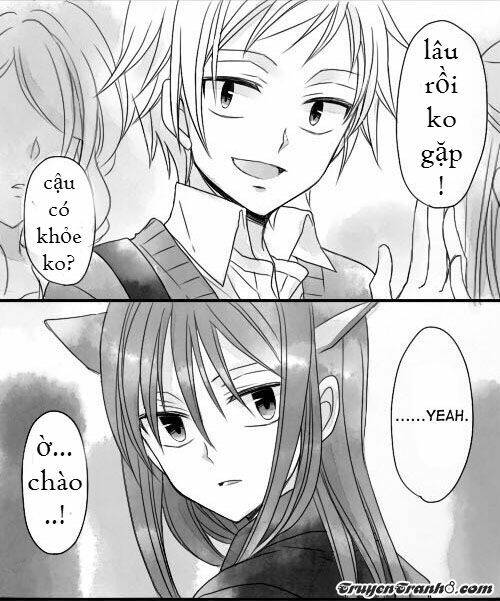 lâu
rồi
ko
gặp
!
cậu
có
khỏe
ko?
......YEAH.
ờ...
chào
..!
TruyenTranh8.com